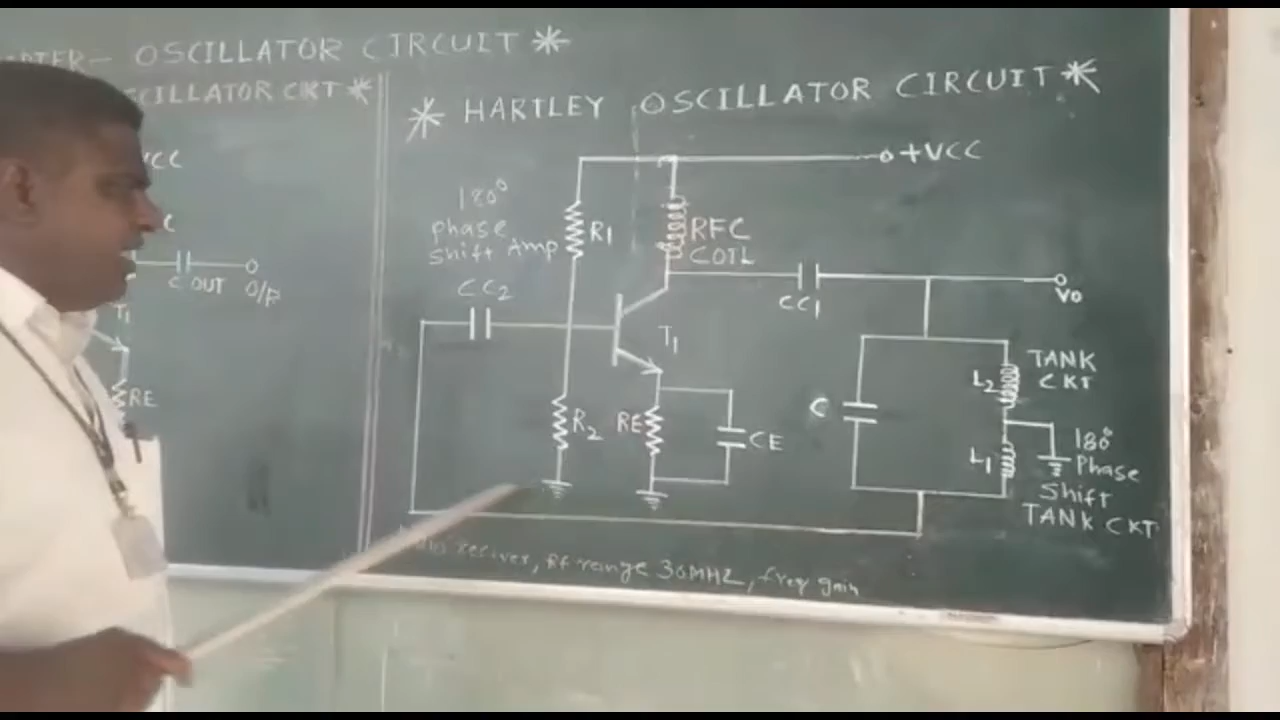 OSCILLATOR CIRCUIT *
CILLATOR CKT *
VCC
C
C OUT
O/P
T1
RE
* HARTLEY OSCILLATOR CIRCUIT *
+VCC
180°
phase
shift Amp
R1
RFC
COIL
CC2
CC1
Vo
T1
TANK
CKT
L2
C
R2
RE
CE
L1
180°
Phase
Shift
TANK CKT
reciver, Rf range 30MHZ, freq gain